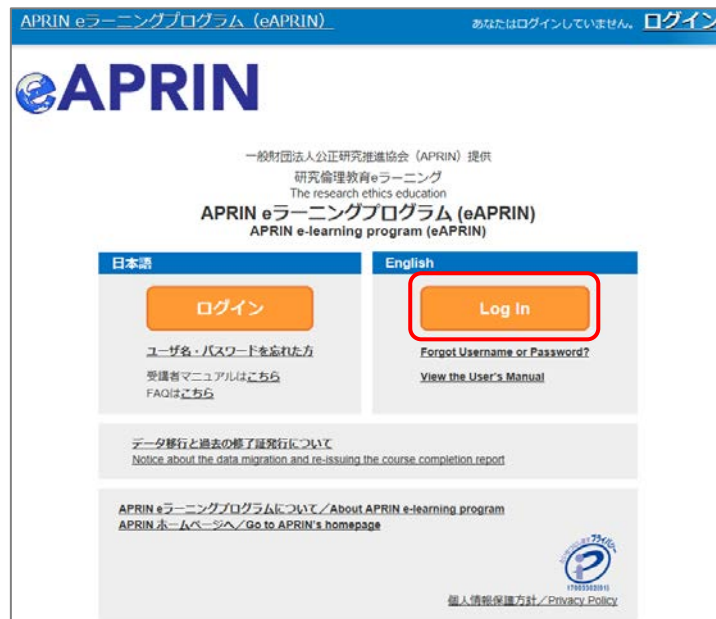 APRIN eラーニングプログラム（eAPRIN）
あなたはログインしていません。 ログイン
eAPRIN
一般財団法人公正研究推進協会（APRIN）提供
研究倫理教育eラーニング
The research ethics education
APRIN eラーニングプログラム (eAPRIN)
APRIN e-learning program (eAPRIN)
日本語
ログイン
ユーザ名・パスワードを忘れた方
受講者マニュアルはこちら
FAQはこちら
English
Log In
Forgot Username or Password?
View the User's Manual
データ移行と過去の修了証発行について
Notice about the data migration and re-issuing the course completion report
APRIN eラーニングプログラムについて／About APRIN e-learning program
APRIN ホームページへ／Go to APRIN's homepage
プライバシー
個人情報保護方針／Privacy Policy